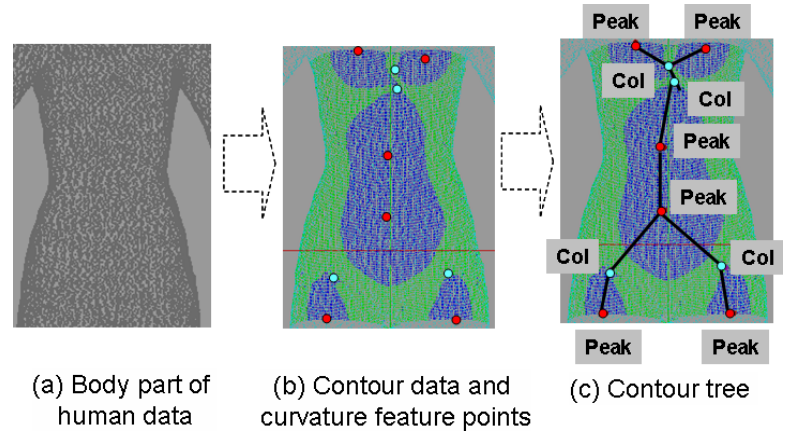 Peak Peak
Col
Col
Peak
Peak
Col Col
Peak Peak
(a) Body part of
human data
(b) Contour data and
curvature feature points
(c) Contour tree